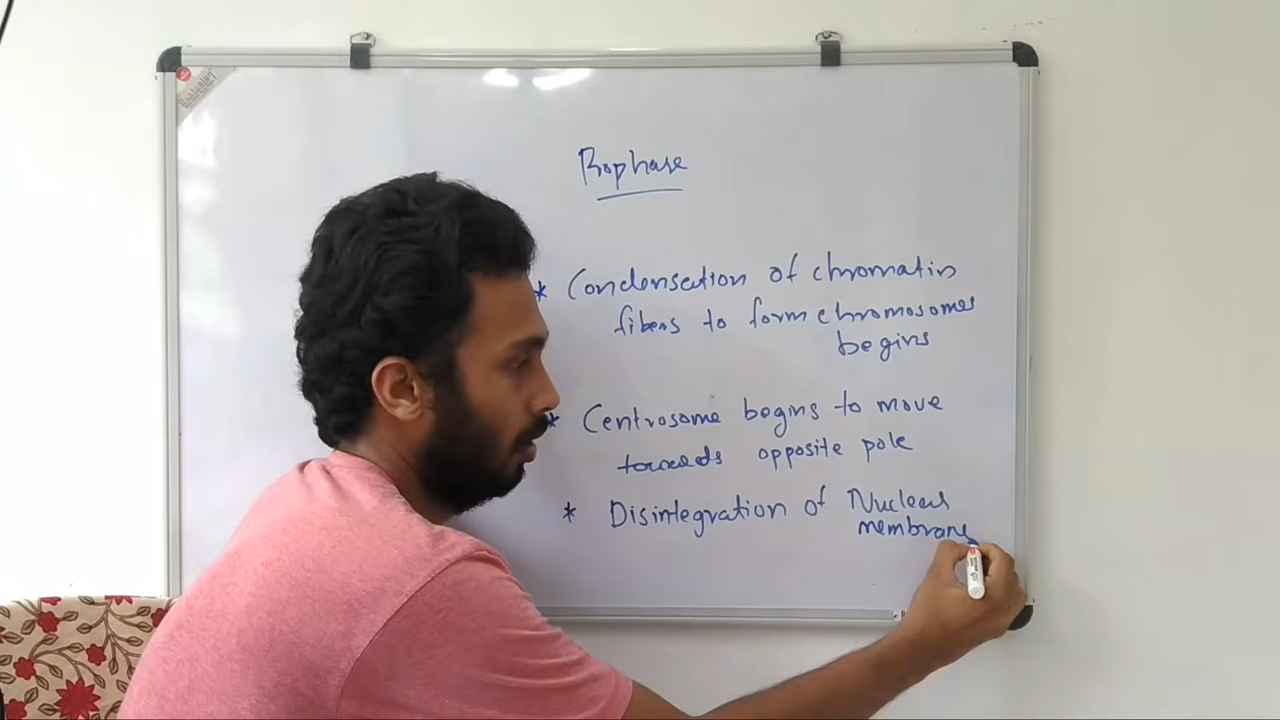 Prophase
* Condensation of chromatin
fibers to form chromosomes
begins
* Centrosome begins to move
towards opposite pole
* Disintegration of Nuclear
membrane